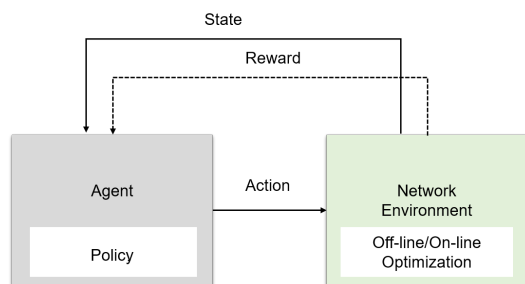 State
Reward
Agent
Action
Network
Environment
Policy
Off-line/On-line
Optimization